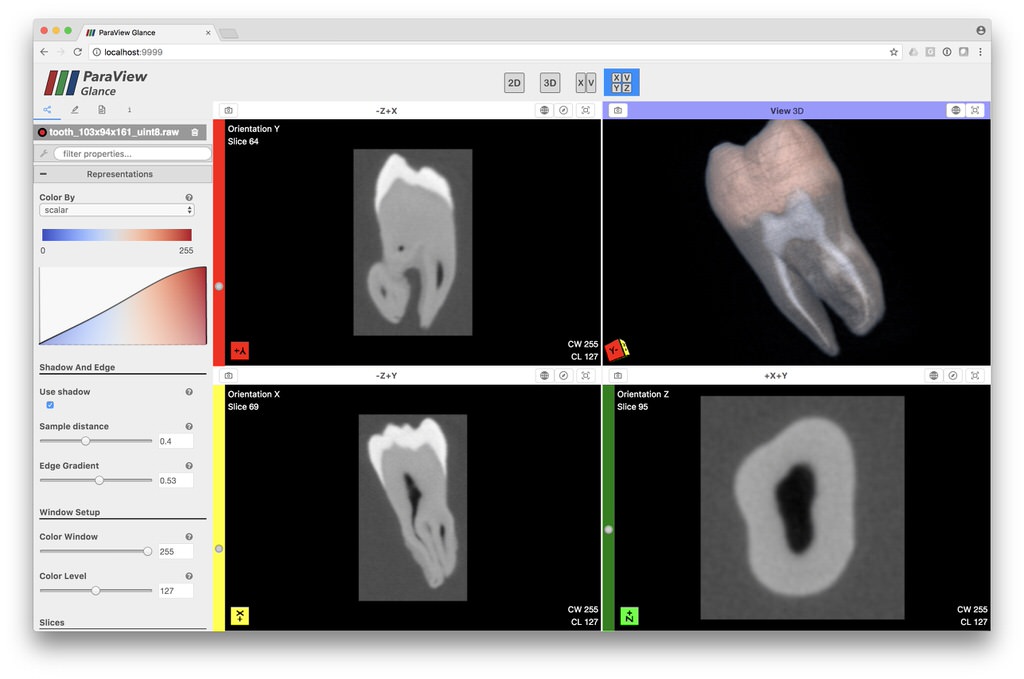 ParaView Glance
localhost:9999
ParaView
Glance
2D
3D
X V
X V
Y Z
tooth_103x94x161_uint8.raw
filter properties...
Representations
Color By
scalar
0
255
Shadow And Edge
Use shadow
Sample distance
0.4
Edge Gradient
0.53
Window Setup
Color Window
255
Color Level
127
Slices
-Z+X
Orientation Y
Slice 64
CW 255
CL 127
Y+
View 3D
Y-
-Z+Y
Orientation X
Slice 69
CW 255
CL 127
X+
+X+Y
Orientation Z
Slice 95
CW 255
CL 127
Z+